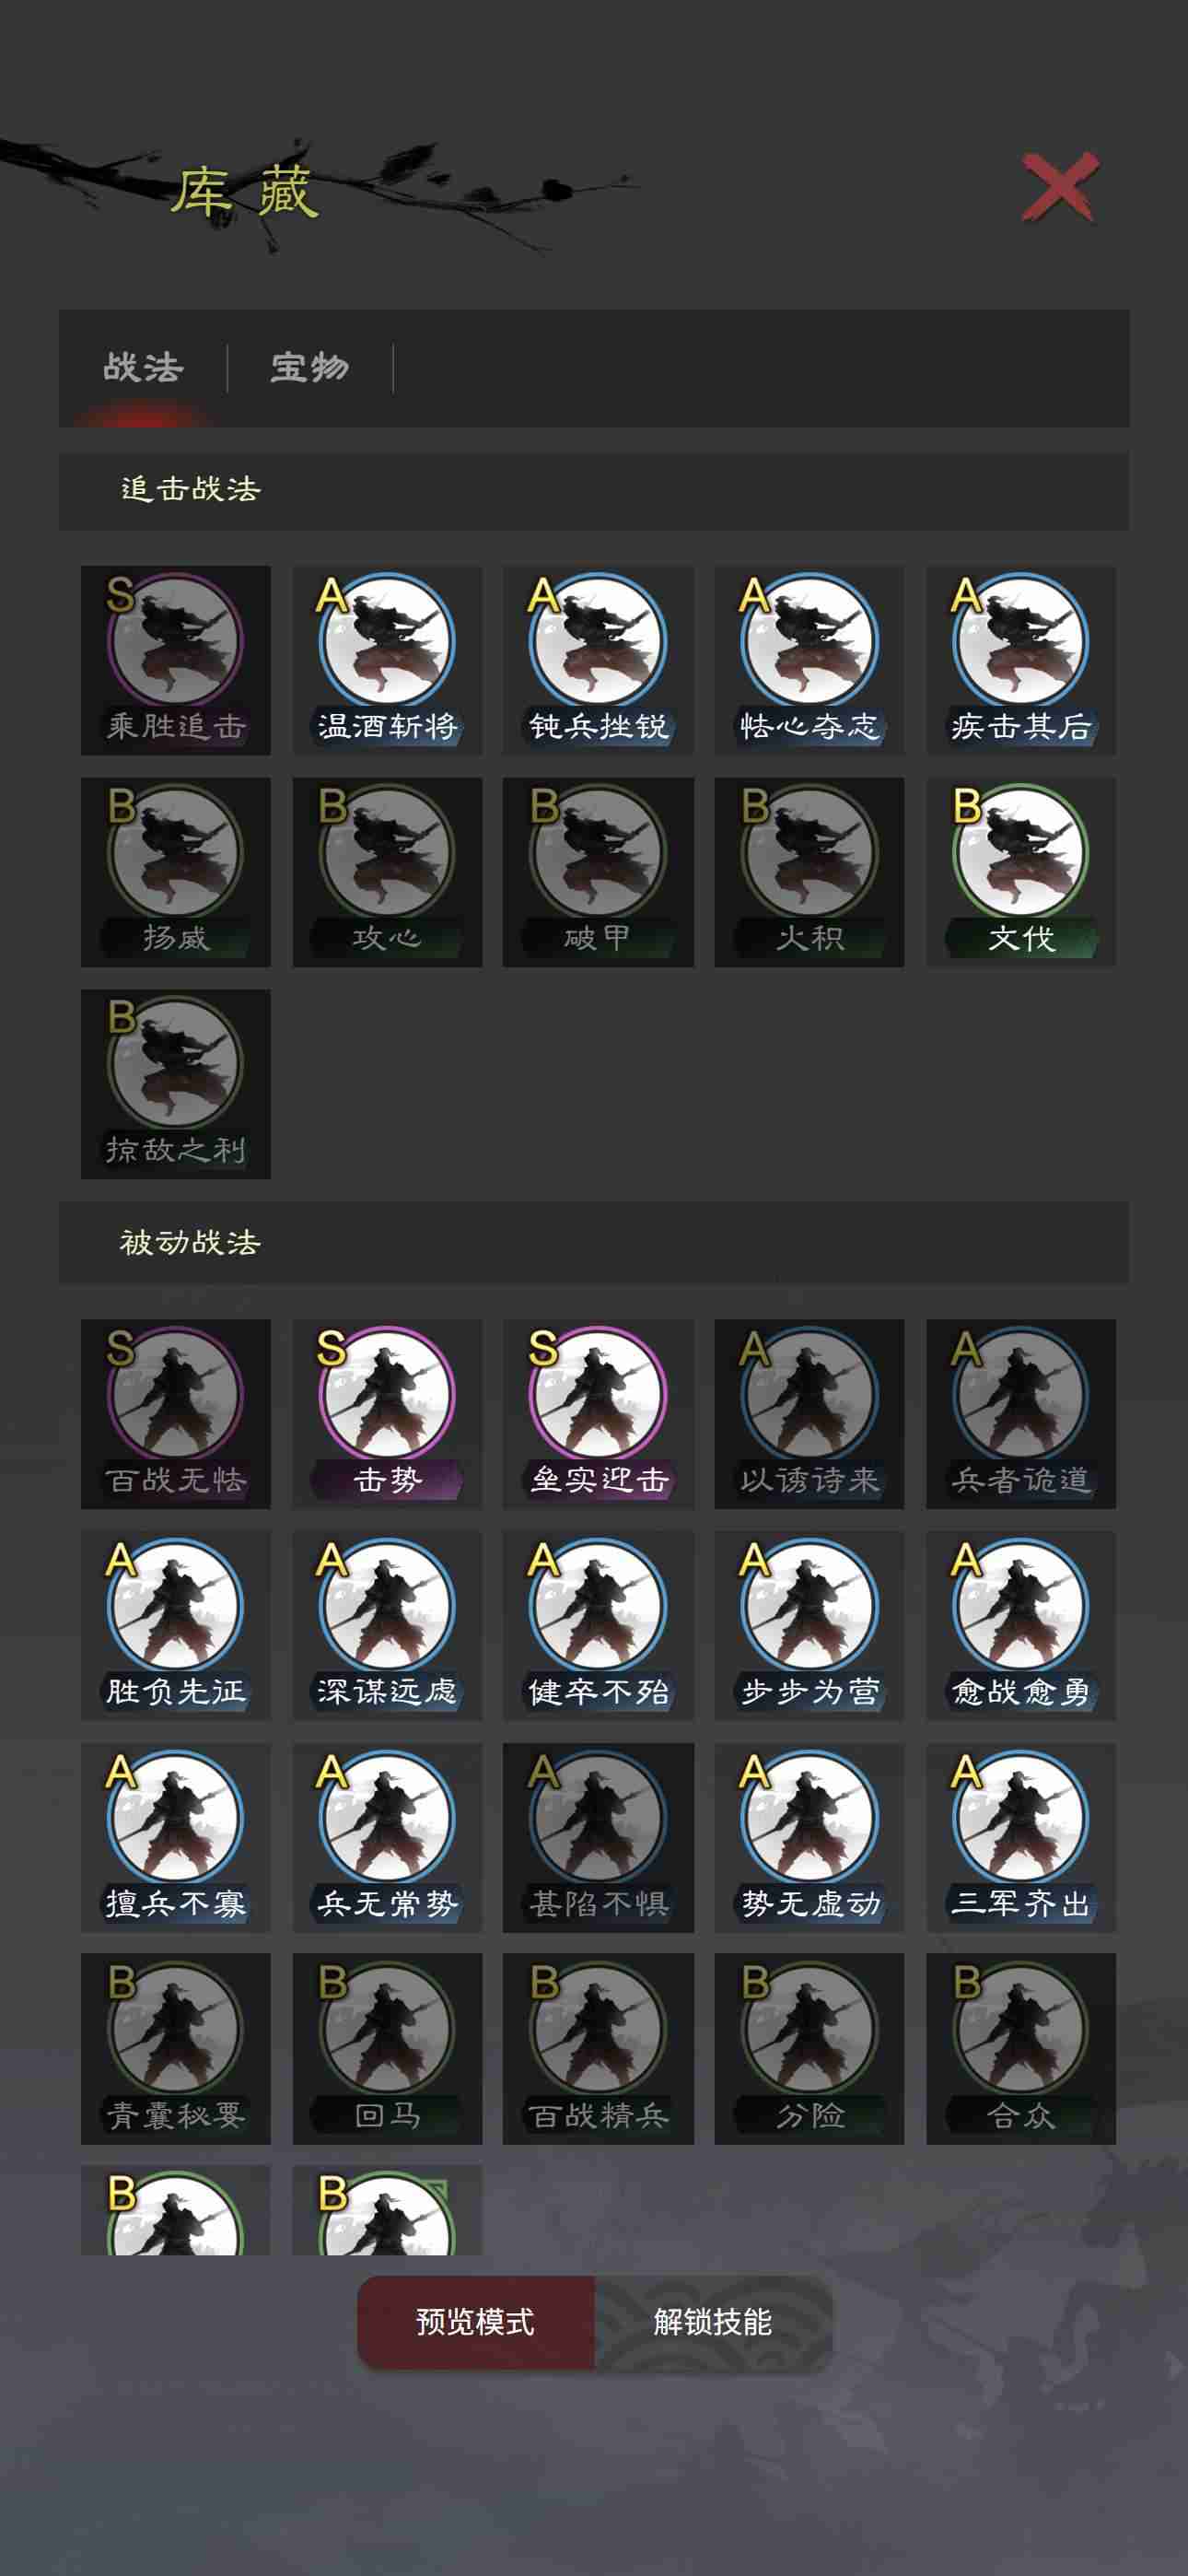 库藏
战法 宝物
追击战法
S A A A A
乘胜追击 温酒斩将 钝兵挫锐 怯心夺志 疾击其后
B B B B B
扬威 攻心 破甲 火积 文伐
B
掠敌之利
被动战法
S S S A A
百战无怯 击势 垒实迎击 以诱诗来 兵者诡道
A A A A A
胜负先证 深谋远虑 健卒不殆 步步为营 愈战愈勇
A A A A A
擅兵不寡 兵无常势 甚陷不惧 势无虚动 三军齐出
B B B B B
青囊秘要 回马 百战精兵 分险 合众
B B
预览模式 解锁技能